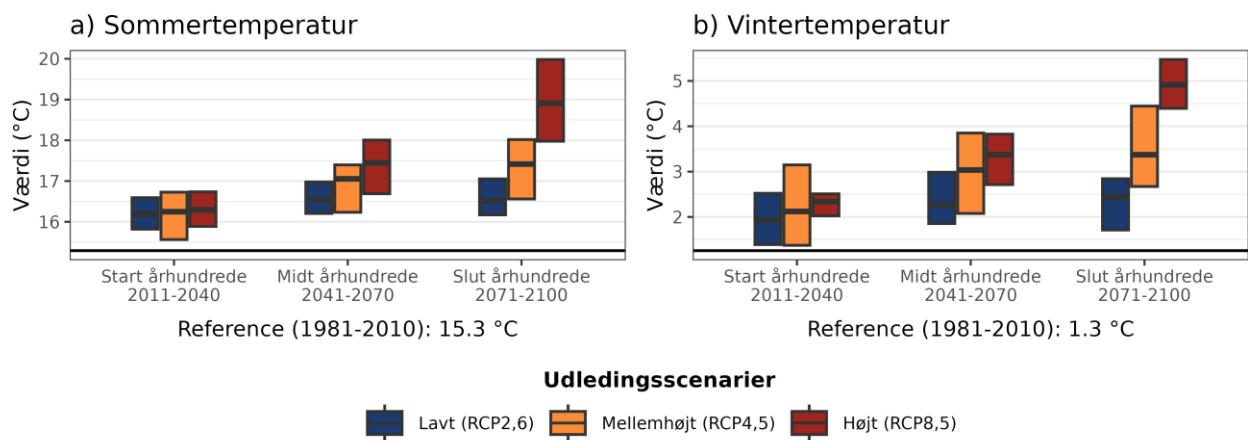 a) Sommertemperatur
Værdi (°C)
20
19
18
17
16
Start århundrede
2011-2040
Midt århundrede
2041-2070
Slut århundrede
2071-2100
Reference (1981-2010): 15.3 °C
b) Vintertemperatur
Værdi (°C)
5
4
3
2
Start århundrede
2011-2040
Midt århundrede
2041-2070
Slut århundrede
2071-2100
Reference (1981-2010): 1.3 °C
Udledingsscenarier
Lavt (RCP2,6)
Mellemhøjt (RCP4,5)
Højt (RCP8,5)